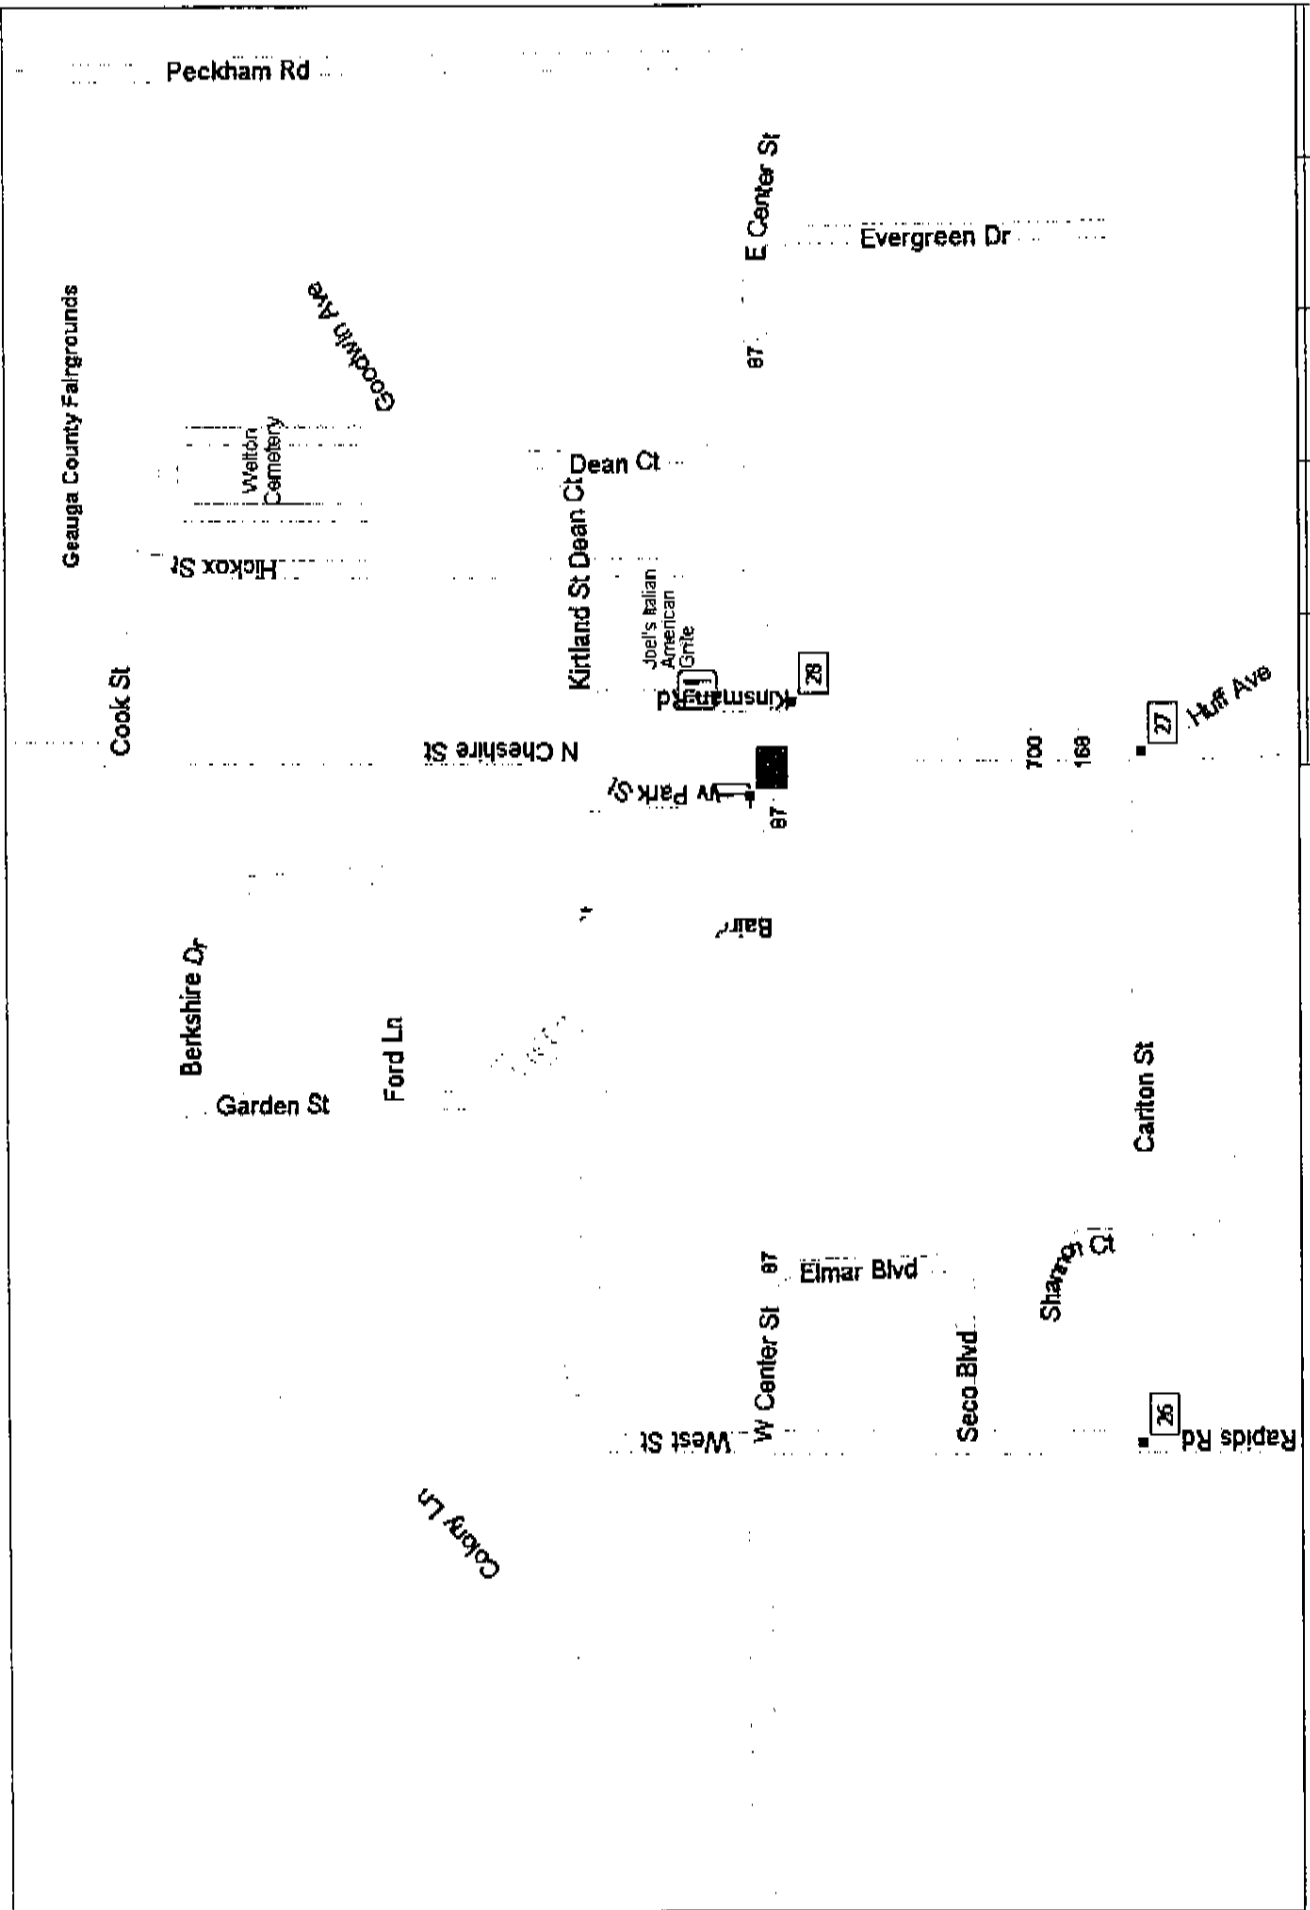 Peckham Rd
E Center St
Evergreen Dr
Geauga County Fairgrounds
Goodwin Ave
87
Welton
Cemetery
Dean Ct
Hickox St
Kirtland St
Dean Ct
Joel's Italian
American
Grille
Cook St
Kinsman Rd
28
N Cheshire St
700
168
27
Huff Ave
W Park St
87
Bair
Berkshire Dr
Ford Ln
Garden St
Carlton St
87
Elmar Blvd
Shannon Ct
W Center St
Seco Blvd
West St
26
Rapids Rd
Colony Ln